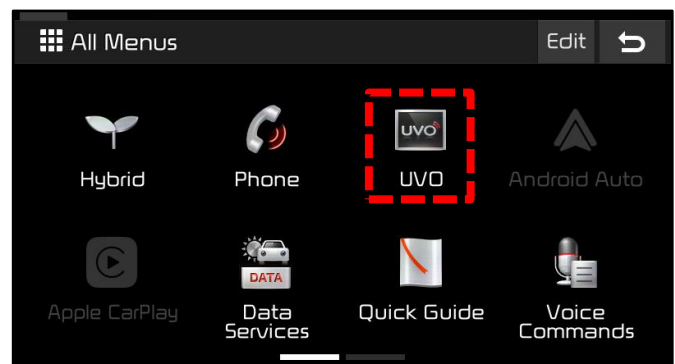 All Menus
Edit
UVO
Hybrid
Phone
UVO
Android Auto
DATA
Apple CarPlay
Data
Services
Quick Guide
Voice
Commands